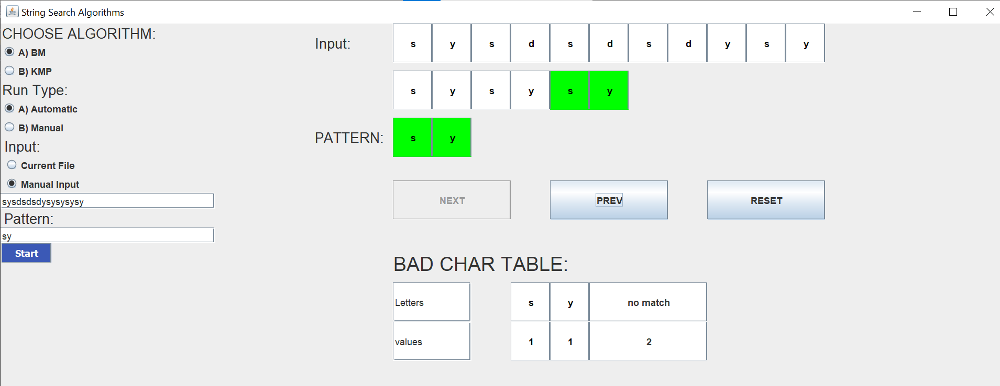 String Search Algorithms
CHOOSE ALGORITHM:
A) BM
B) KMP
Run Type:
A) Automatic
B) Manual
Input:
Current File
Manual Input
sysdsdsdysysysysy
Pattern:
sy
Start
Input:
s y s d s d s d y s y
s y s y s y
PATTERN:
s y
NEXT PREV RESET
BAD CHAR TABLE:
Letters s y no match
values 1 1 2